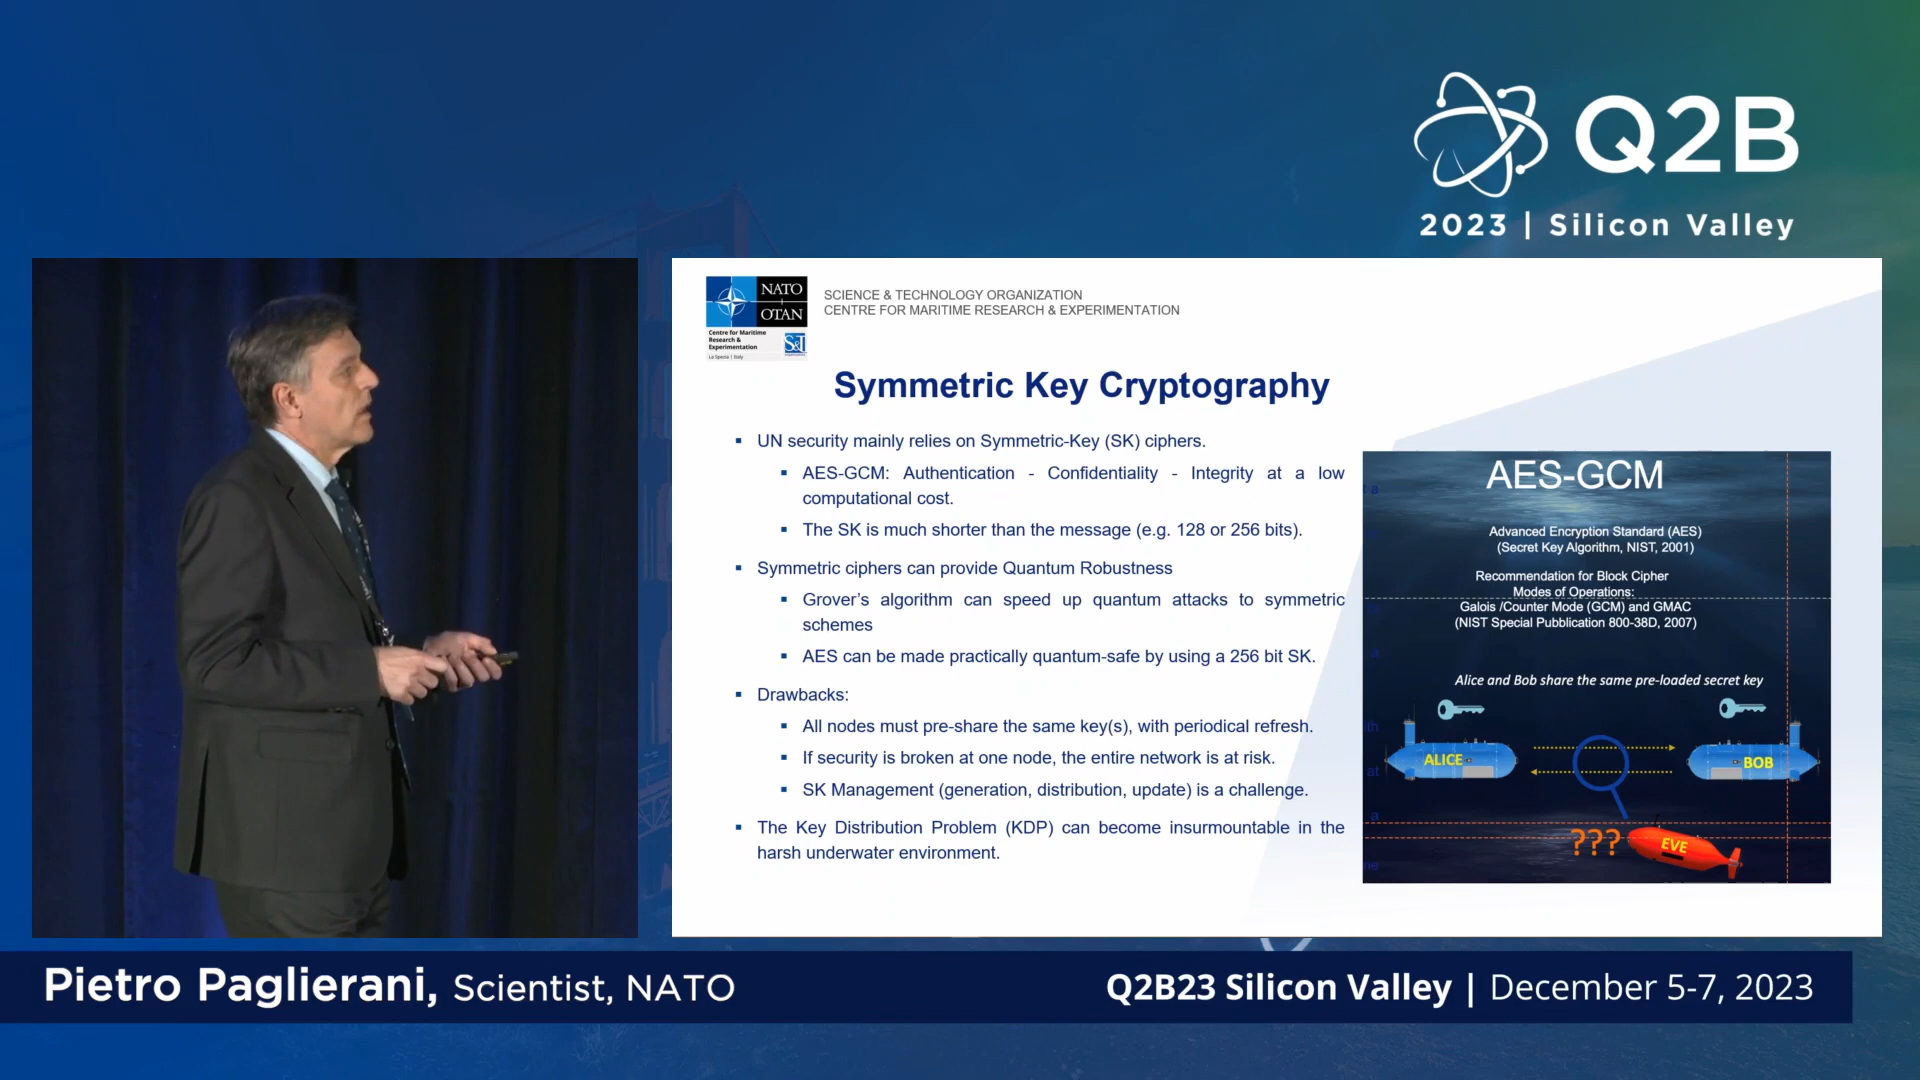 Q2B
2023 | Silicon Valley
NATO
OTAN
Centre for Maritime
Research &
Experimentation
La Spezia | Italy
S&T
SCIENCE & TECHNOLOGY ORGANIZATION
CENTRE FOR MARITIME RESEARCH & EXPERIMENTATION
Symmetric Key Cryptography
▪ UN security mainly relies on Symmetric-Key (SK) ciphers.
▪ AES-GCM: Authentication - Confidentiality - Integrity at a low
computational cost.
▪ The SK is much shorter than the message (e.g. 128 or 256 bits).
▪ Symmetric ciphers can provide Quantum Robustness
▪ Grover's algorithm can speed up quantum attacks to symmetric
schemes
▪ AES can be made practically quantum-safe by using a 256 bit SK.
▪ Drawbacks:
▪ All nodes must pre-share the same key(s), with periodical refresh.
▪ If security is broken at one node, the entire network is at risk.
▪ SK Management (generation, distribution, update) is a challenge.
▪ The Key Distribution Problem (KDP) can become insurmountable in the
harsh underwater environment.
AES-GCM
Advanced Encryption Standard (AES)
(Secret Key Algorithm, NIST, 2001)
Recommendation for Block Cipher
Modes of Operations:
Galois /Counter Mode (GCM) and GMAC
(NIST Special Pubblication 800-38D, 2007)
Alice and Bob share the same pre-loaded secret key
ALICE
BOB
???
EVE
Pietro Paglierani, Scientist, NATO
Q2B23 Silicon Valley | December 5-7, 2023